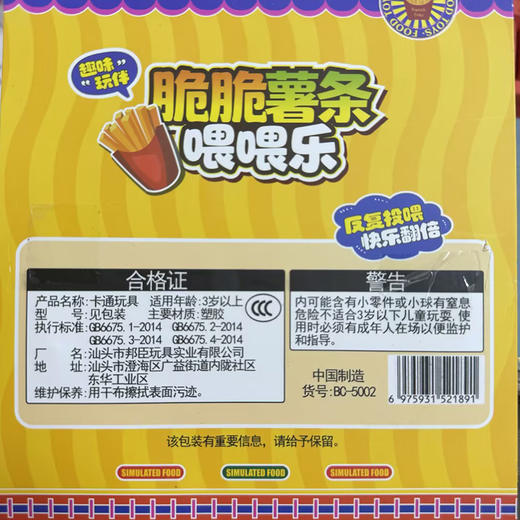 FOOD TOYS
趣味
玩伴
脆脆薯条
喂喂乐
反复投喂
快乐翻倍
合格证
产品名称:卡通玩具 适用年龄:3岁以上
型 号:见包装 主要材质:塑胶
执行标准:GB6675.1-2014 GB6675.2-2014
GB6675.3-2014 GB6675.4-2014
厂 名:汕头市邦臣玩具实业有限公司
地 址:汕头市澄海区广益街道内陇社区
东华工业区
维护保养:用干布擦拭表面污迹。
CCC
警告
内可能含有小零件或小球有窒息
危险不适合3岁以下儿童玩耍,使
用时必须有成年人在场以便监护
和指导。
中国制造
货号:BC-5002
6 975931 521891
该包装有重要信息,请给予保留。
SIMULATED FOOD SIMULATED FOOD SIMULATED FOOD